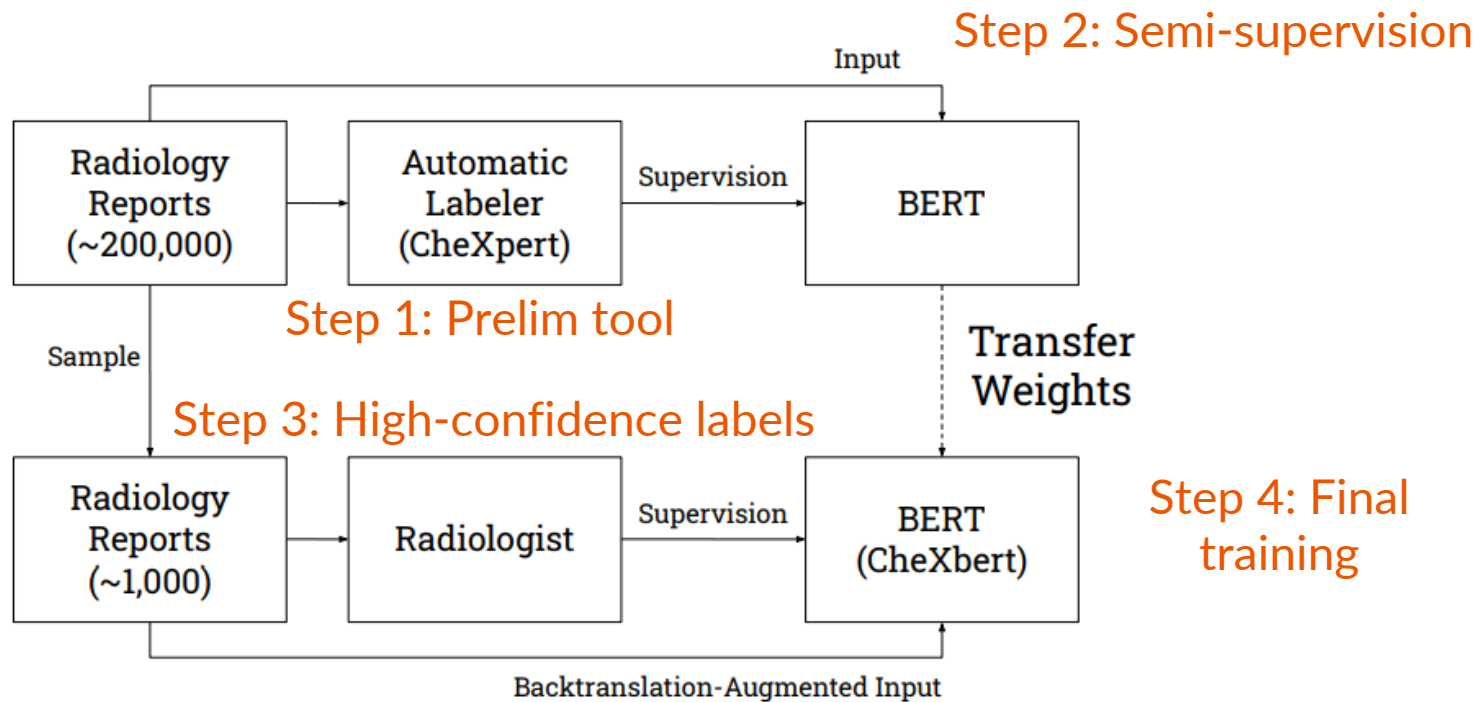 Step 2: Semi-supervision
Input
Radiology
Reports
(~200,000)
Automatic
Labeler
(CheXpert)
Supervision
BERT
Step 1: Prelim tool
Sample
Transfer
Weights
Step 3: High-confidence labels
Radiology
Reports
(~1,000)
Radiologist
Supervision
BERT
(CheXbert)
Step 4: Final
training
Backtranslation-Augmented Input